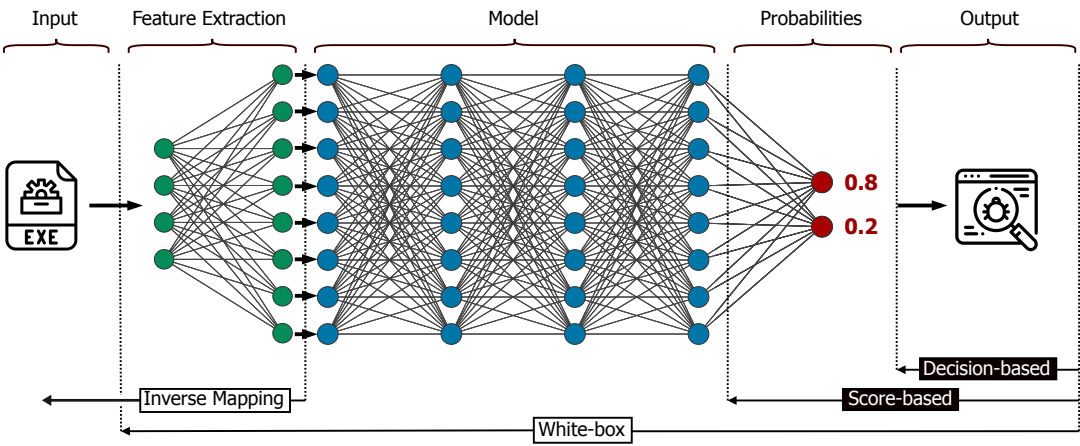 Input
Feature Extraction
Model
Probabilities
Output
EXE
0.8
0.2
Decision-based
Inverse Mapping
Score-based
White-box